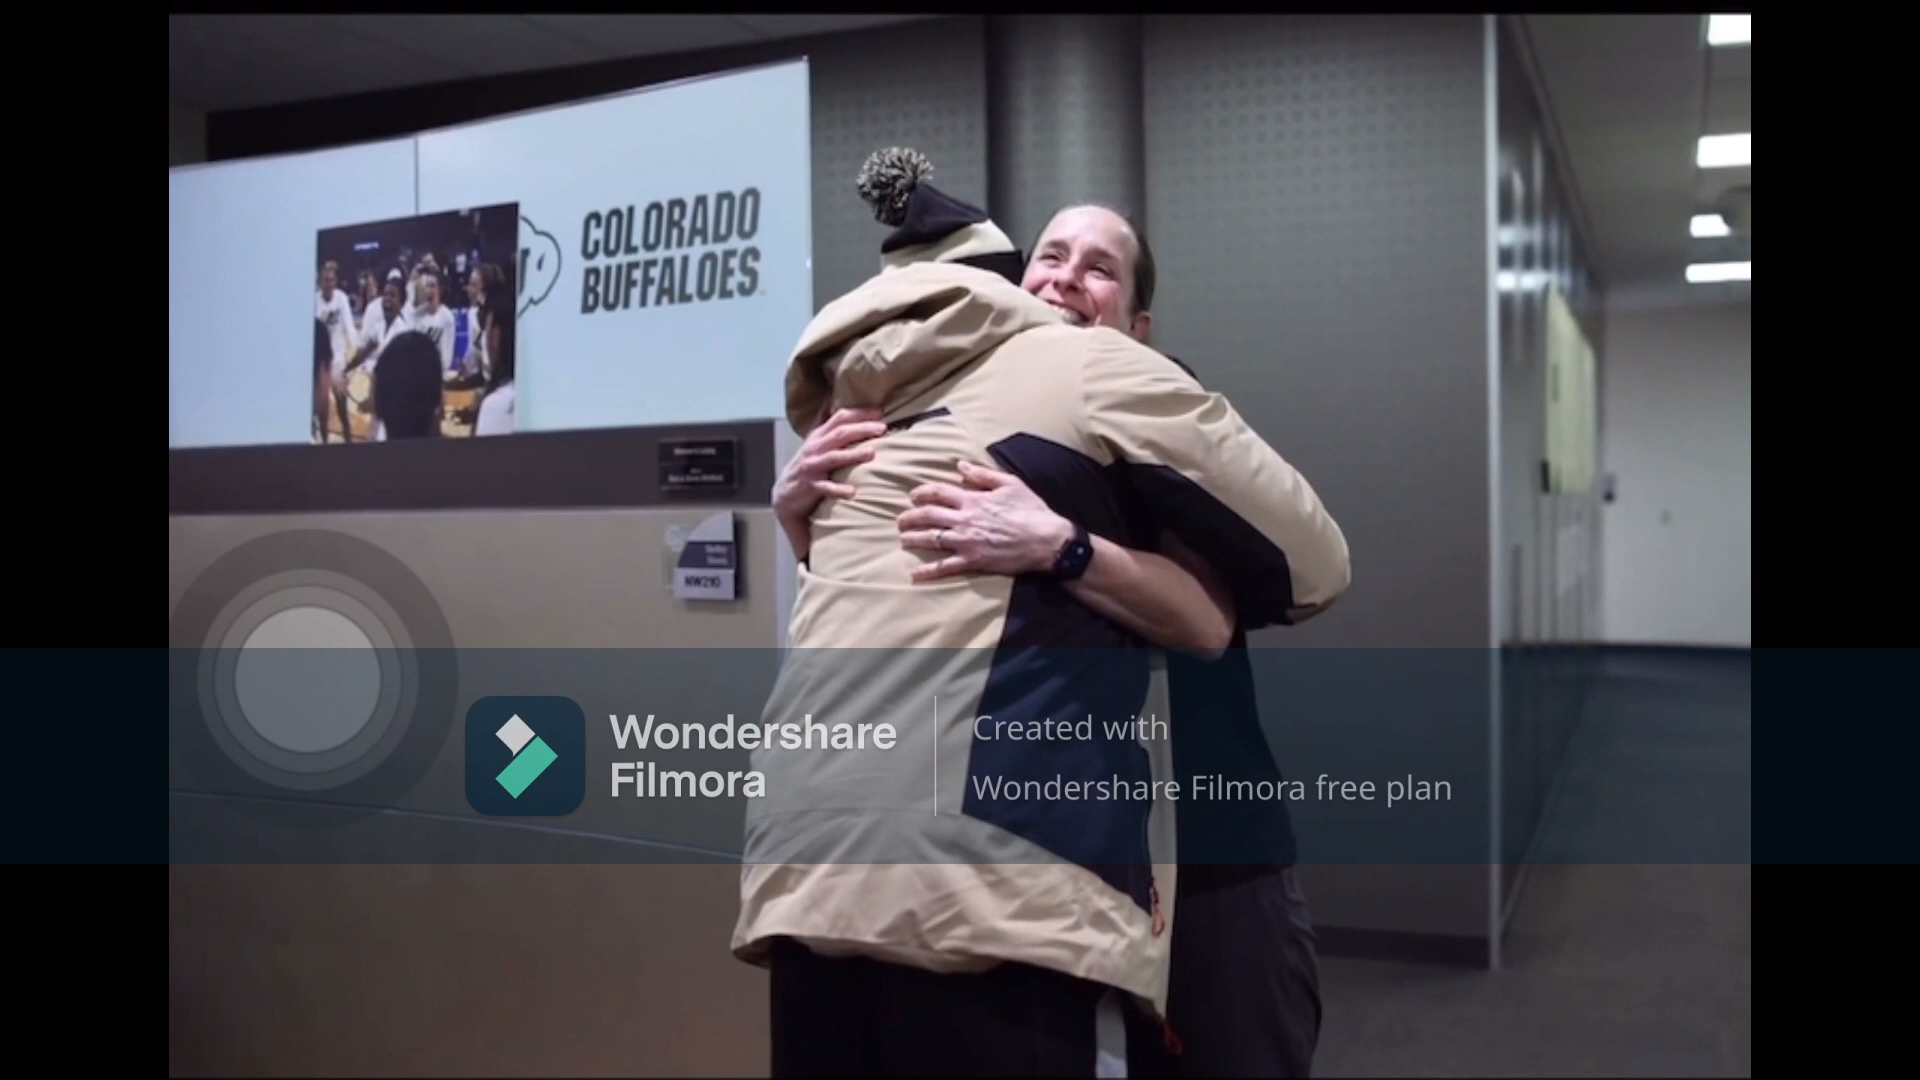 COLORADO
BUFFALOES
NW210
Wondershare
Filmora
Created with
Wondershare Filmora free plan